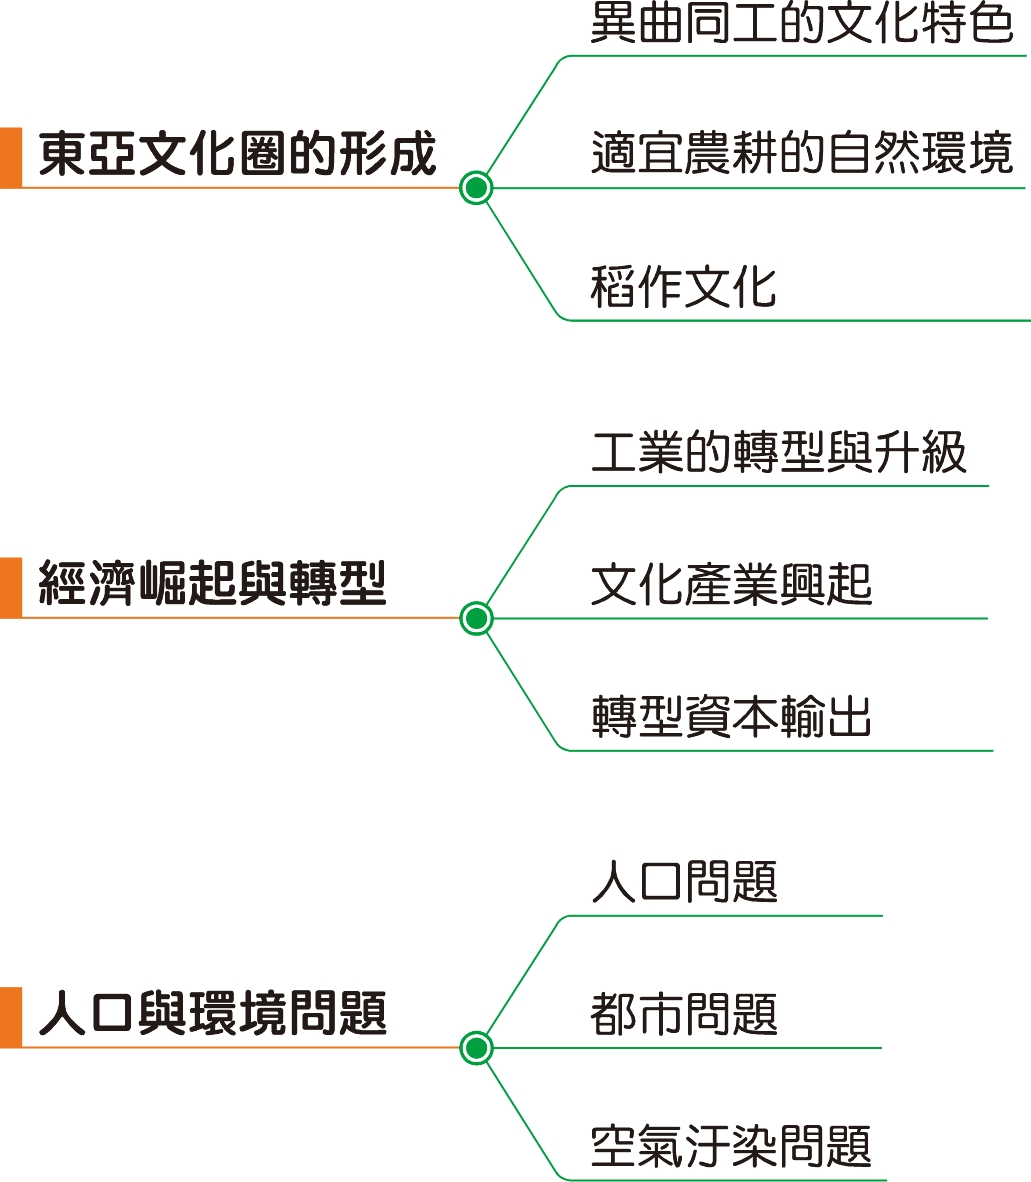 東亞文化圈的形成
異曲同工的文化特色
適宜農耕的自然環境
稻作文化
經濟崛起與轉型
工業的轉型與升級
文化產業興起
轉型資本輸出
人口與環境問題
人口問題
都市問題
空氣汙染問題